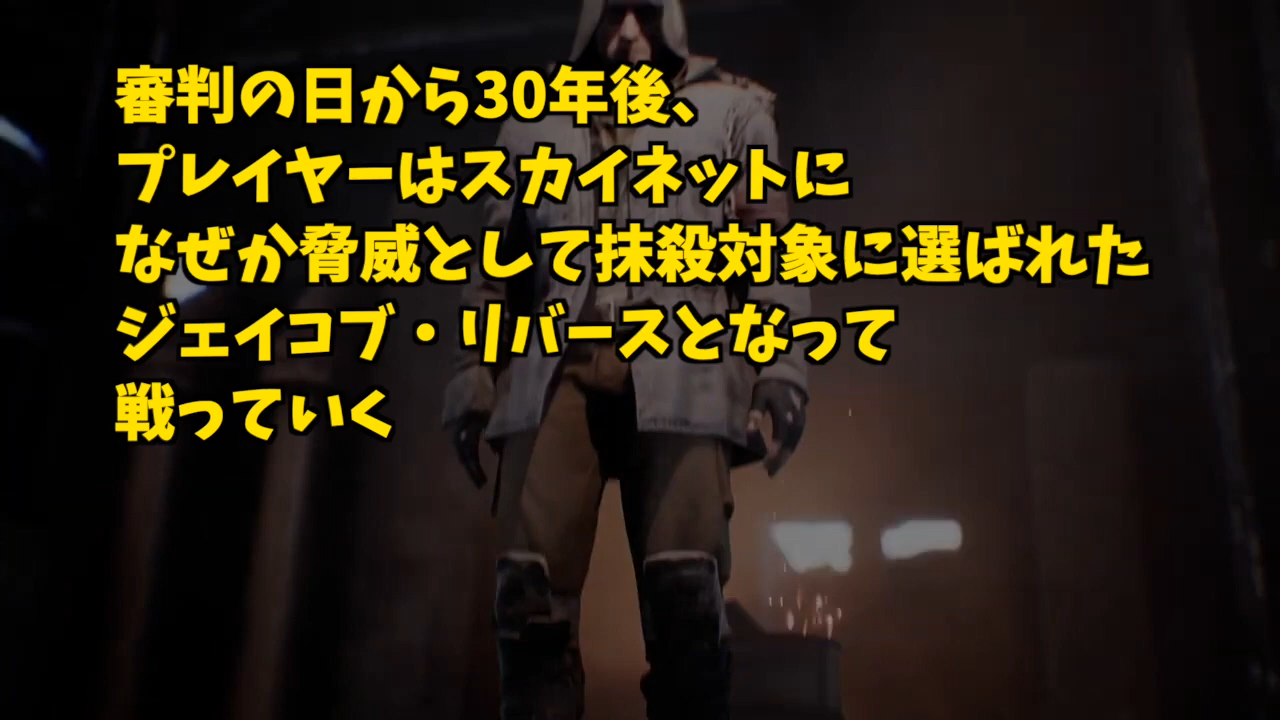 審判の日から30年後、
プレイヤーはスカイネットに
なぜか脅威として抹殺対象に選ばれた
ジェイコブ・リバースとなって
戦っていく